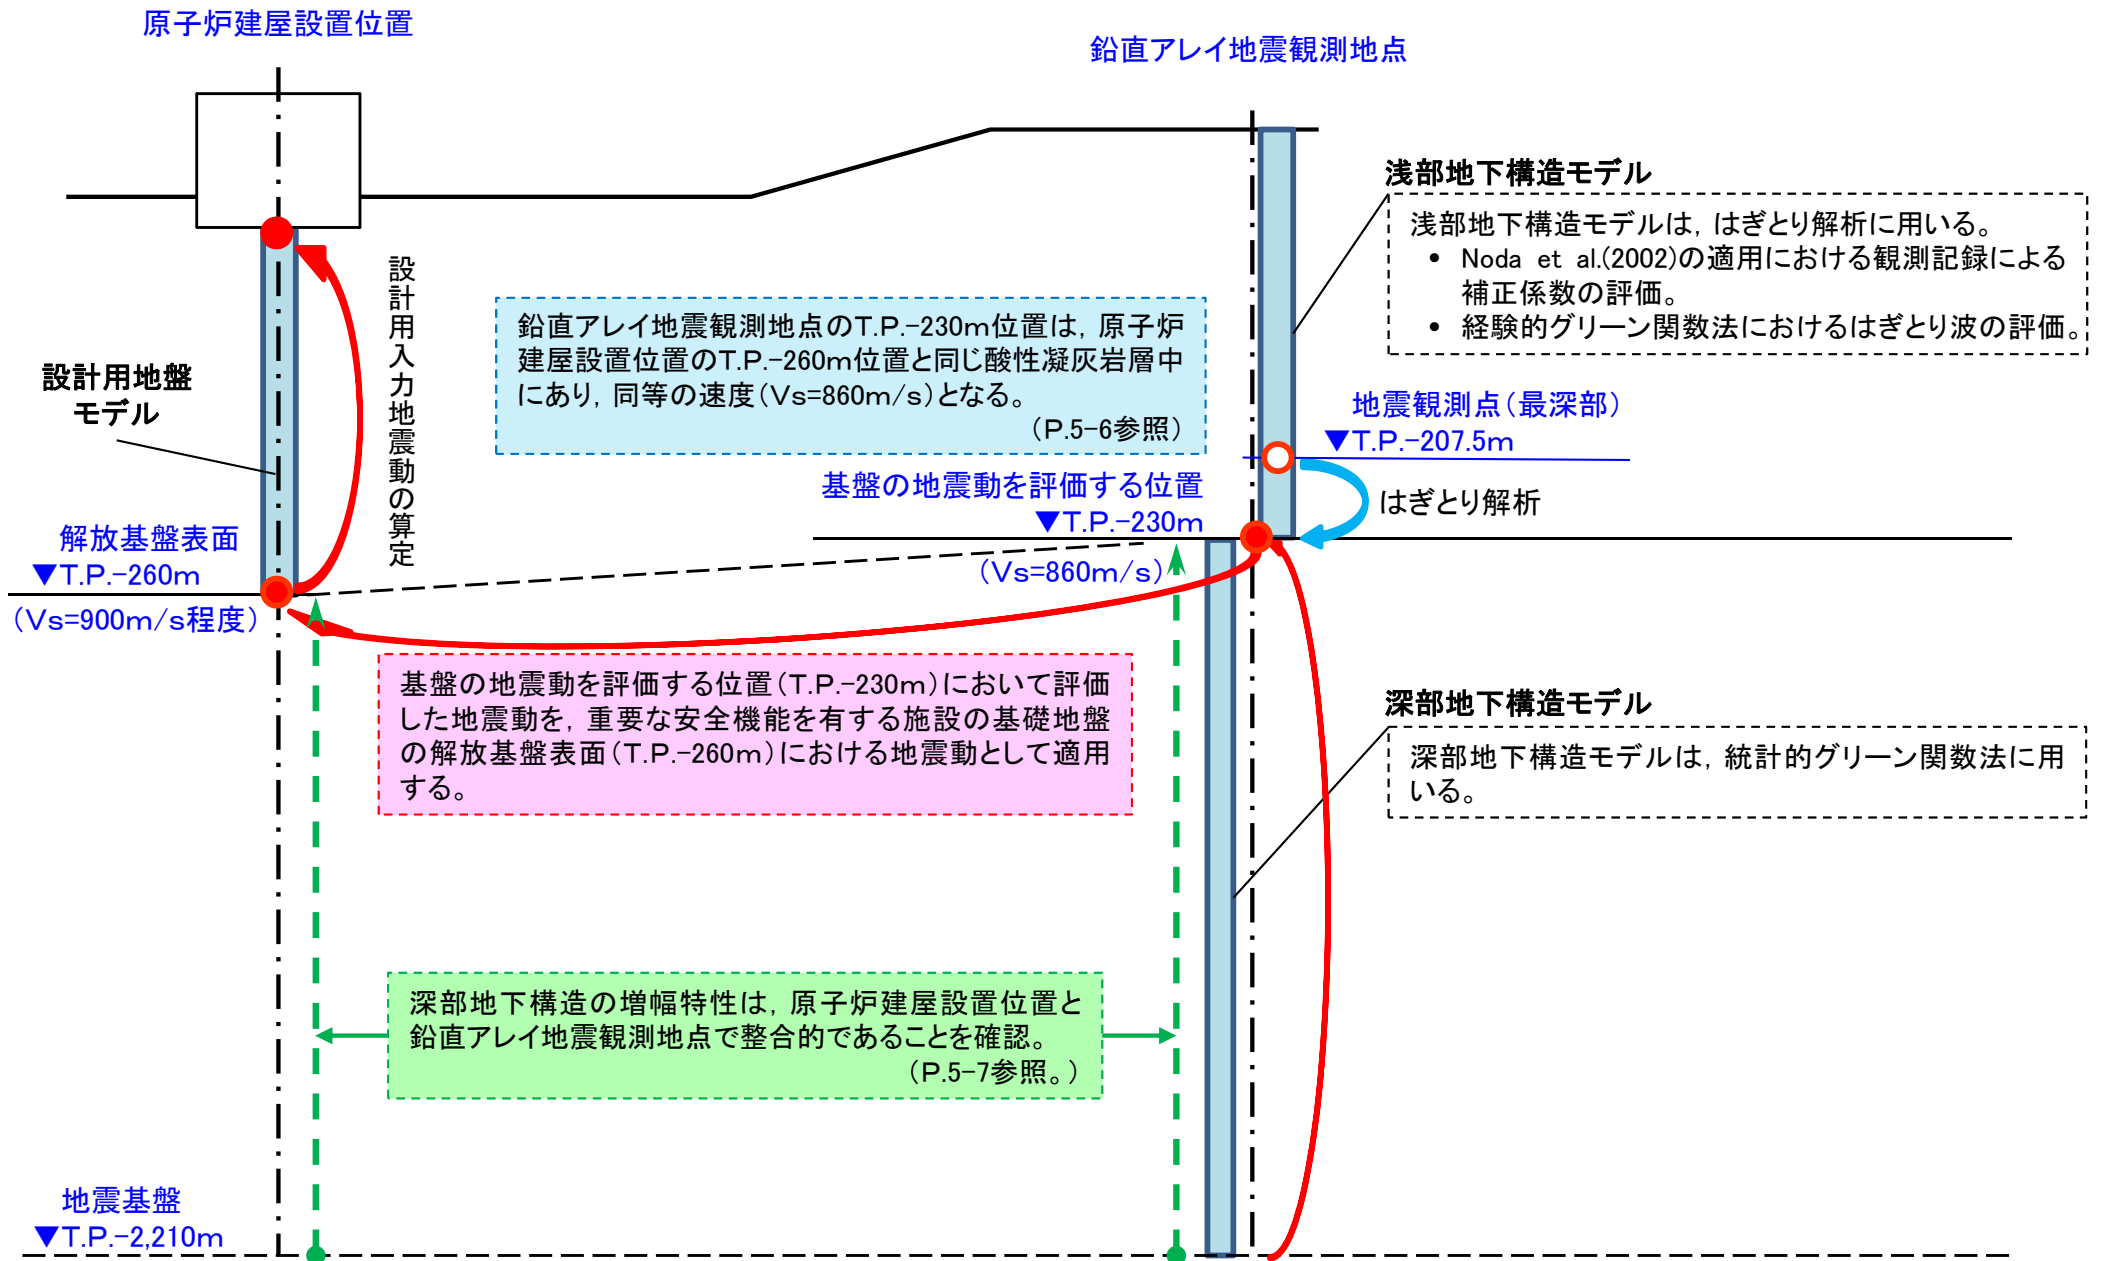 原子炉建屋設置位置
鉛直アレイ地震観測地点
浅部地下構造モデル
浅部地下構造モデルは，はぎとり解析に用いる。
• Noda et al.(2002)の適用における観測記録による
補正係数の評価。
• 経験的グリーン関数法におけるはぎとり波の評価。
設計用入力地震動の算定
鉛直アレイ地震観測地点のT.P.-230m位置は，原子炉
建屋設置位置のT.P.-260m位置と同じ酸性凝灰岩層中
にあり，同等の速度（Vs=860m/s）となる。
（P.5-6参照）
設計用地盤
モデル
地震観測点（最深部）
▼T.P.-207.5m
基盤の地震動を評価する位置
▼T.P.-230m
はぎとり解析
（Vs=860m/s）
解放基盤表面
▼T.P.-260m
（Vs=900m/s程度）
基盤の地震動を評価する位置（T.P.-230m）において評価
した地震動を，重要な安全機能を有する施設の基礎地盤
の解放基盤表面（T.P.-260m）における地震動として適用
する。
深部地下構造モデル
深部地下構造モデルは，統計的グリーン関数法に用
いる。
深部地下構造の増幅特性は，原子炉建屋設置位置と
鉛直アレイ地震観測地点で整合的であることを確認。
（P.5-7参照。）
地震基盤
▼T.P.-2,210m